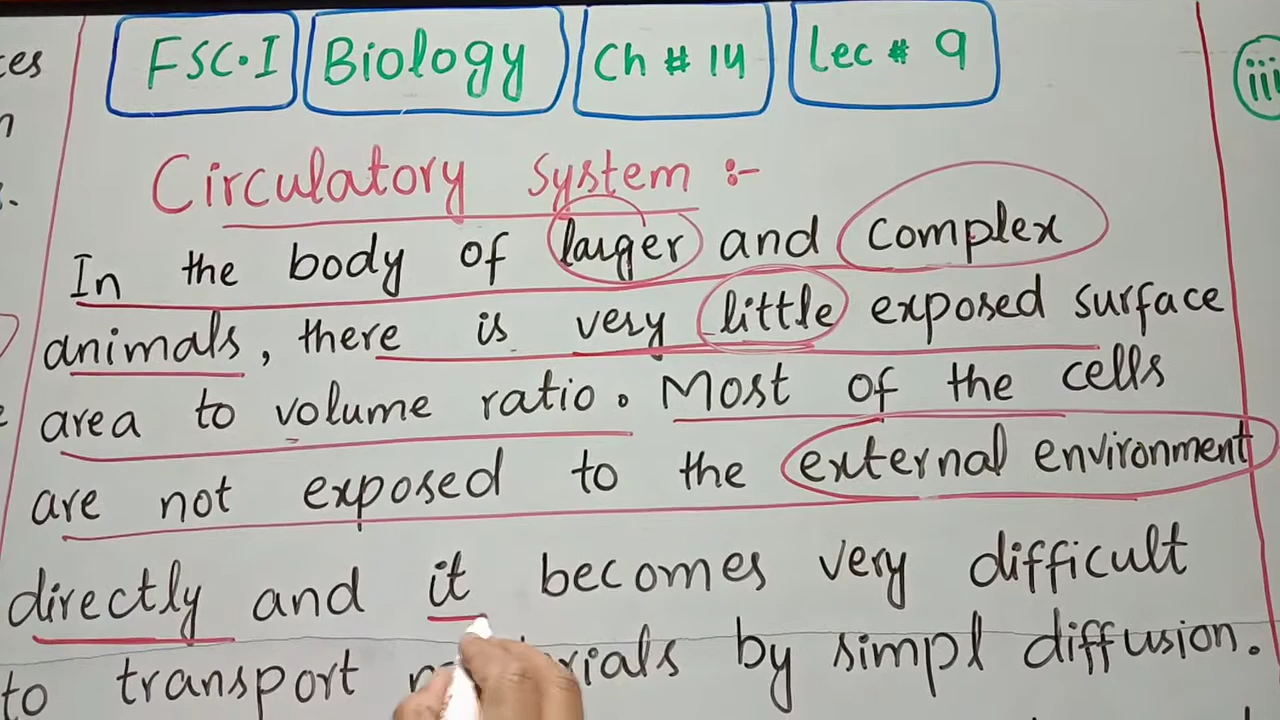 FSC.I Biology Ch # 14 Lec # 9
Circulatory system :-
In the body of larger and complex
animals, there is very little exposed surface
area to volume ratio. Most of the cells
are not exposed to the external environment
directly and it becomes very difficult
to transport by simpl diffusion.
iii